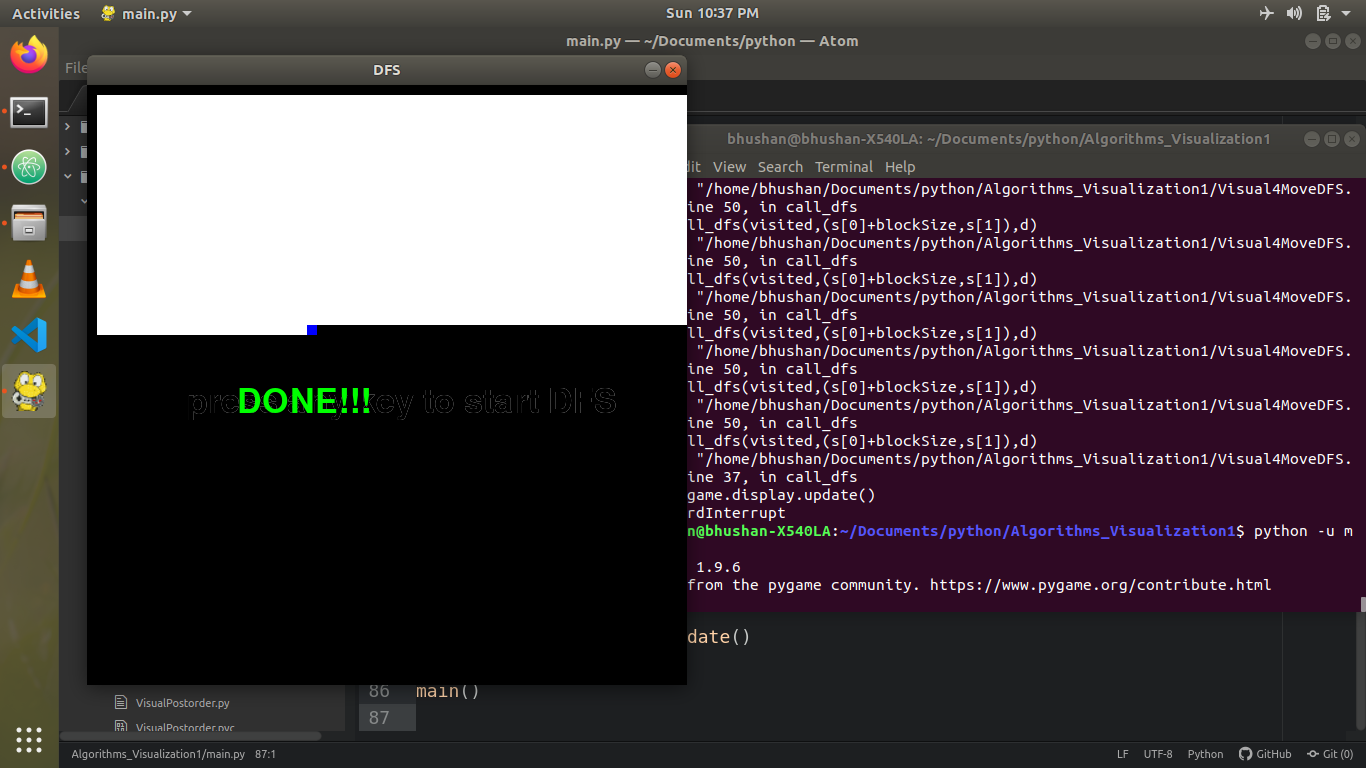 Activities
main.py
Sun 10:37 PM
main.py — ~/Documents/python — Atom
File
DFS
DONE!!!
key to start DFS
bhushan@bhushan-X540LA: ~/Documents/python/Algorithms_Visualization1
dit View Search Terminal Help
"/home/bhushan/Documents/python/Algorithms_Visualization1/Visual4MoveDFS.
ine 50, in call_dfs
ll_dfs(visited,(s[0]+blockSize,s[1]),d)
"/home/bhushan/Documents/python/Algorithms_Visualization1/Visual4MoveDFS.
ine 50, in call_dfs
ll_dfs(visited,(s[0]+blockSize,s[1]),d)
"/home/bhushan/Documents/python/Algorithms_Visualization1/Visual4MoveDFS.
ine 50, in call_dfs
ll_dfs(visited,(s[0]+blockSize,s[1]),d)
"/home/bhushan/Documents/python/Algorithms_Visualization1/Visual4MoveDFS.
ine 50, in call_dfs
ll_dfs(visited,(s[0]+blockSize,s[1]),d)
"/home/bhushan/Documents/python/Algorithms_Visualization1/Visual4MoveDFS.
ine 50, in call_dfs
ll_dfs(visited,(s[0]+blockSize,s[1]),d)
"/home/bhushan/Documents/python/Algorithms_Visualization1/Visual4MoveDFS.
ine 37, in call_dfs
game.display.update()
rdInterrupt
n@bhushan-X540LA:~/Documents/python/Algorithms_Visualization1$ python -u m
1.9.6
from the pygame community. https://www.pygame.org/contribute.html
date()
86 main()
87
VisualPostorder.py
VisualPostorder.pyc
Algorithms_Visualization1/main.py 87:1
LF UTF-8 Python GitHub Git (0)